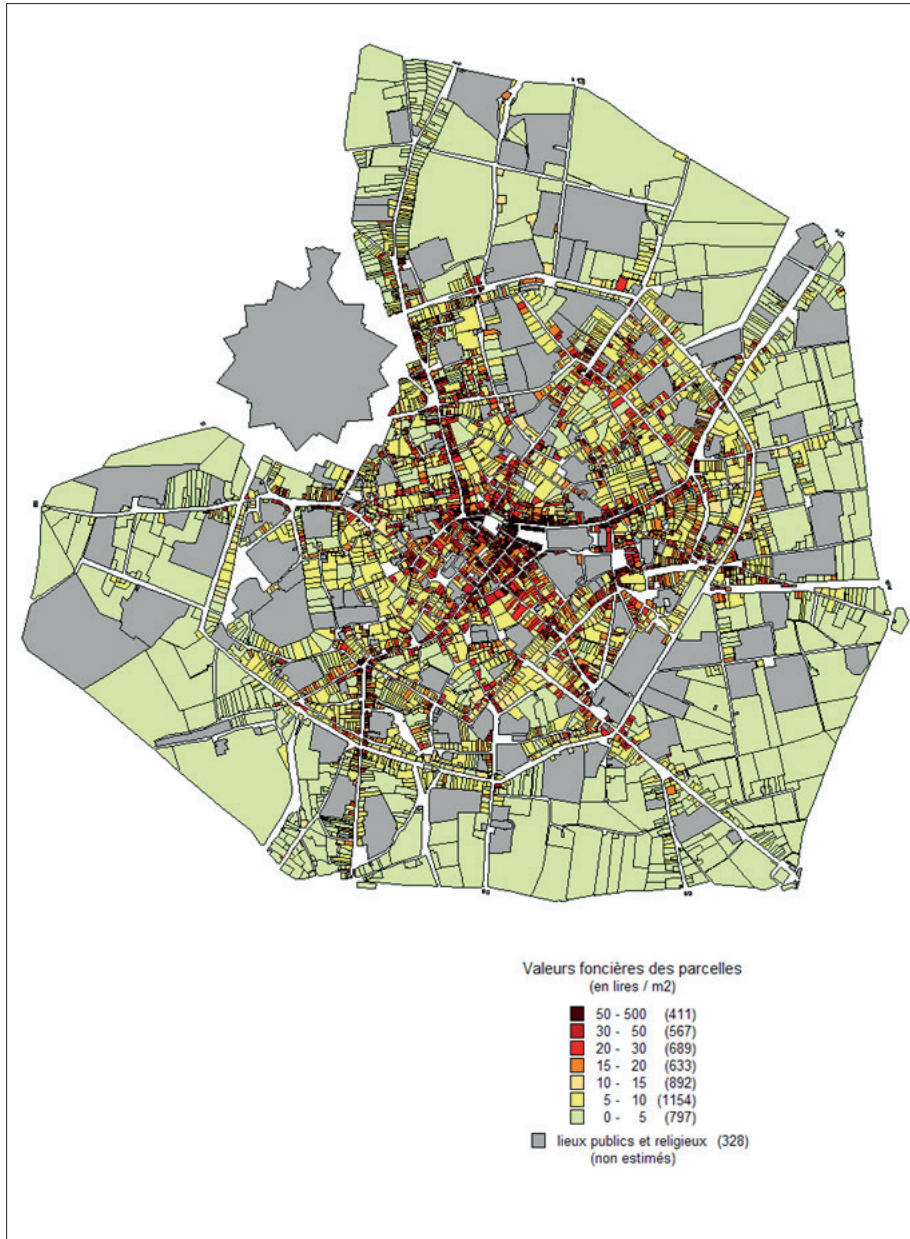 Valeurs foncières des parcelles
(en lires / m2)
50 - 500 (411)
30 - 50 (567)
20 - 30 (689)
15 - 20 (633)
10 - 15 (892)
5 - 10 (1154)
0 - 5 (797)
lieux publics et religieux (328)
(non estimés)